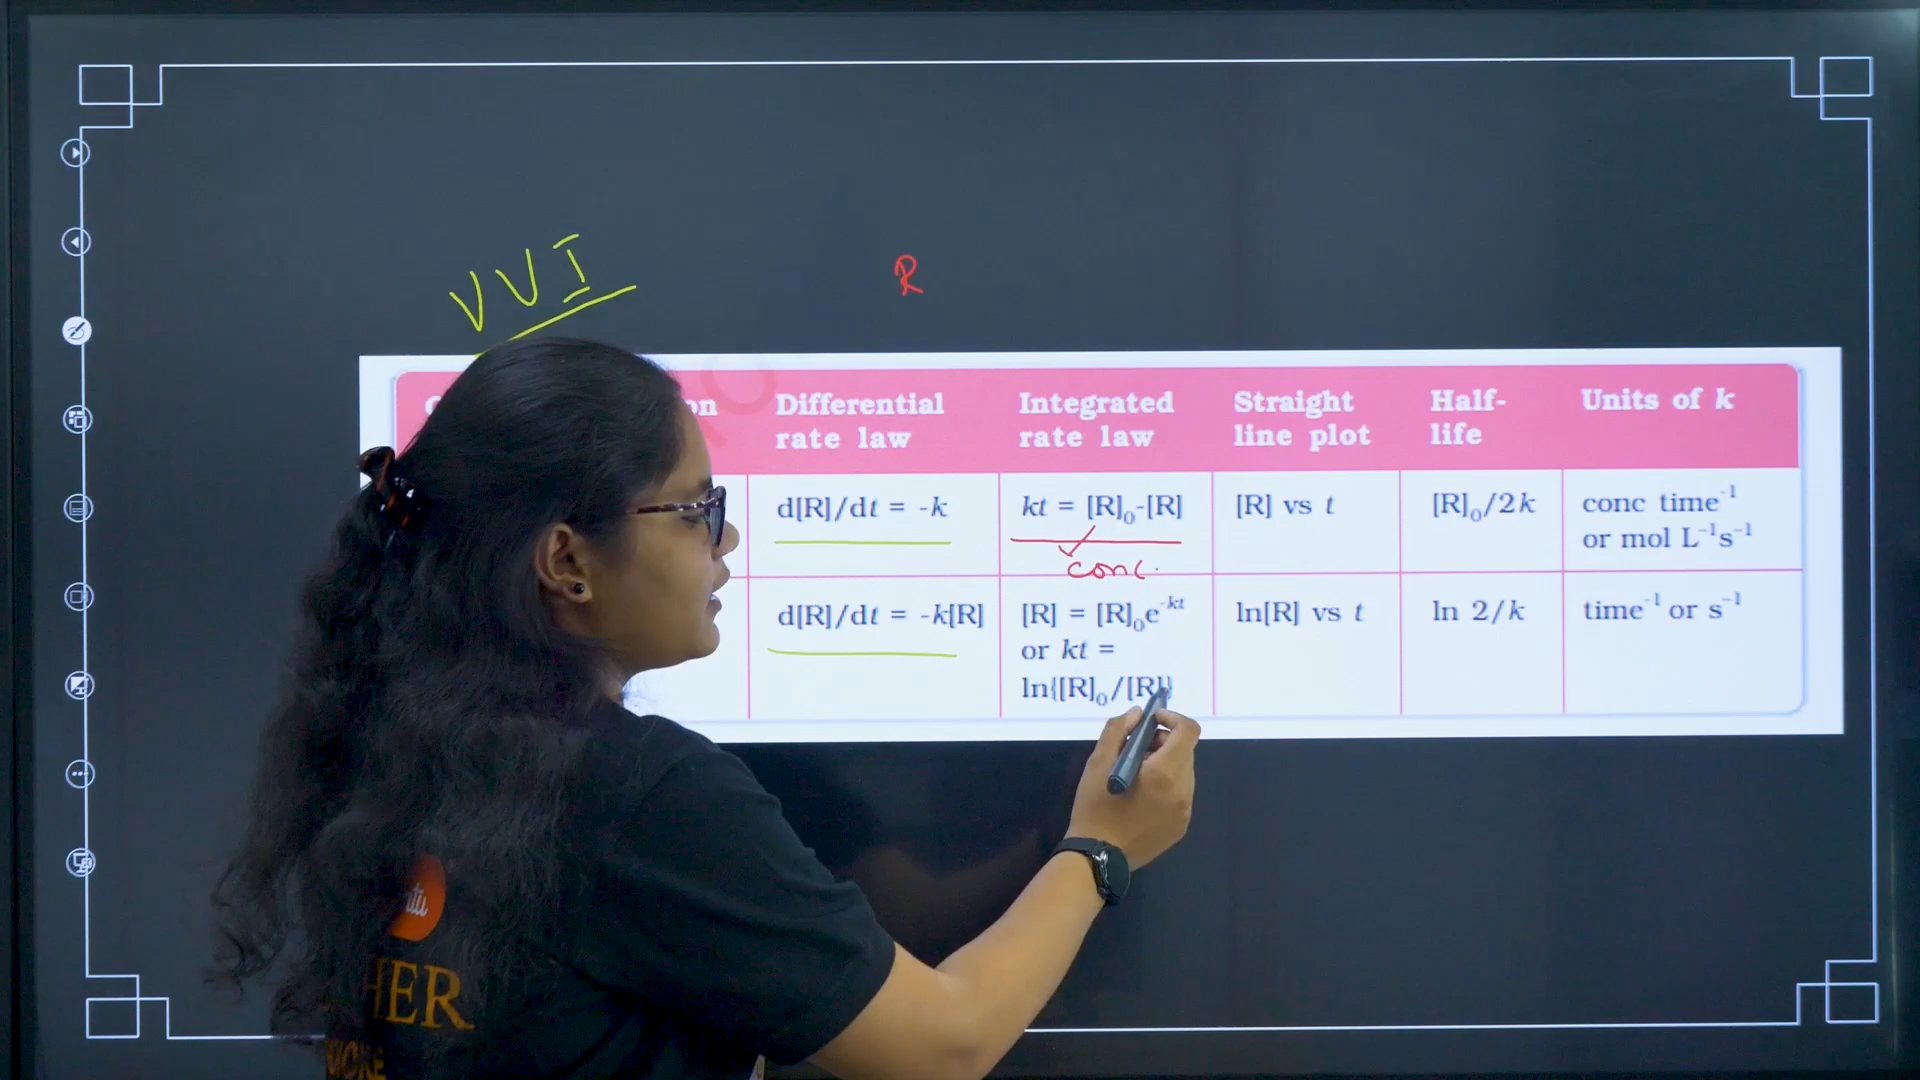 VVI
R
Differential rate law
Integrated rate law
Straight line plot
Half-life
Units of k
d[R]/dt = -k
kt = [R]₀-[R]
conc.
[R] vs t
[R]₀/2k
conc time⁻¹
or mol L⁻¹s⁻¹
d[R]/dt = -k[R]
[R] = [R]₀e⁻ᵏᵗ
or kt =
ln{[R]₀/[R]}
ln[R] vs t
ln 2/k
time⁻¹ or s⁻¹